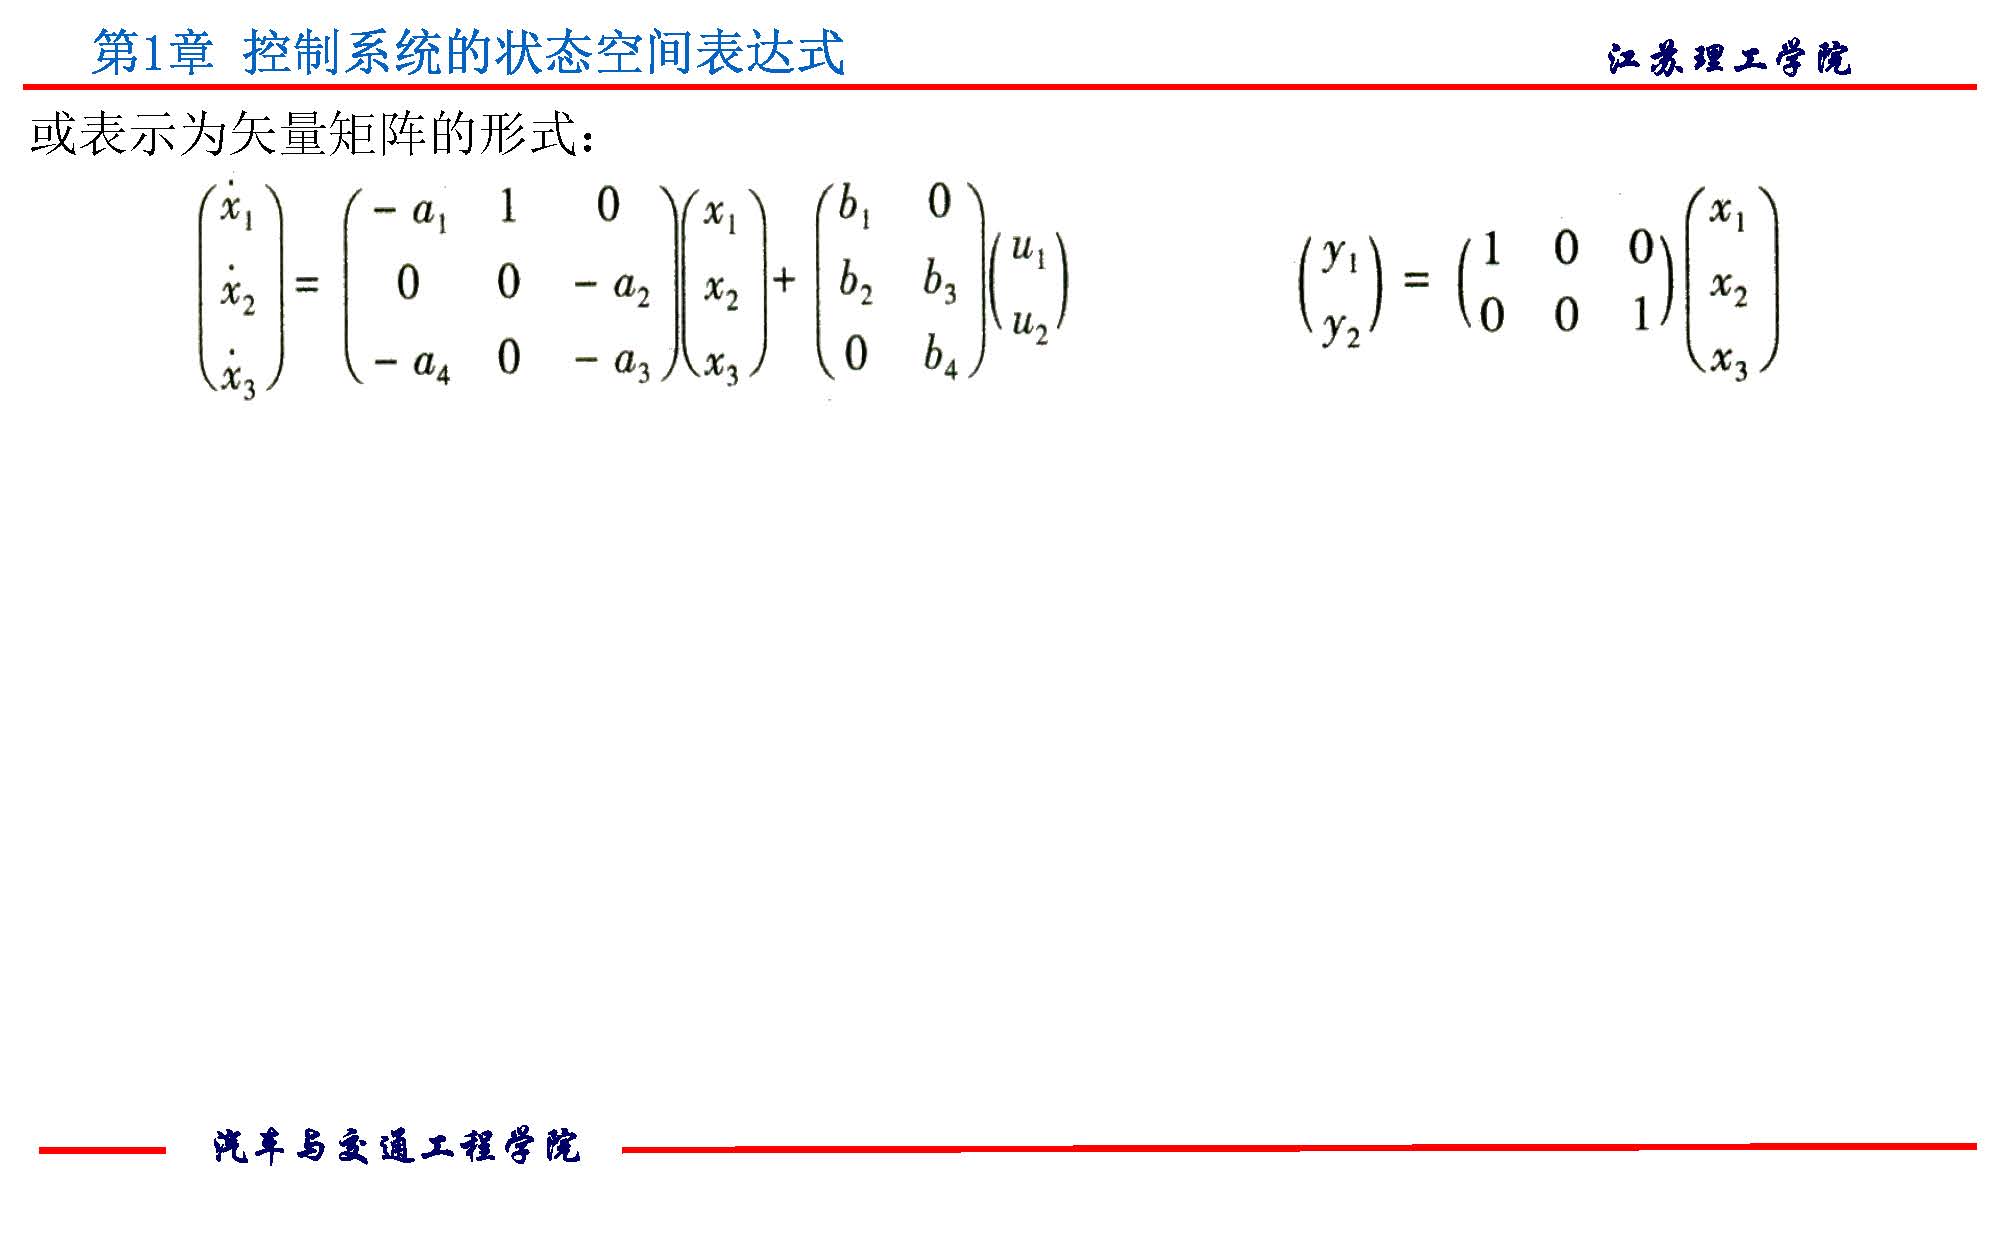 第1章 控制系统的状态空间表达式
江苏理工学院
或表示为矢量矩阵的形式：
$$\begin{pmatrix} \dot{x}_1 \\ \dot{x}_2 \\ \dot{x}_3 \end{pmatrix} = \begin{pmatrix} -a_1 & 1 & 0 \\ 0 & 0 & -a_2 \\ -a_4 & 0 & -a_3 \end{pmatrix} \begin{pmatrix} x_1 \\ x_2 \\ x_3 \end{pmatrix} + \begin{pmatrix} b_1 & 0 \\ b_2 & b_3 \\ 0 & b_4 \end{pmatrix} \begin{pmatrix} u_1 \\ u_2 \end{pmatrix}$$
$$\begin{pmatrix} y_1 \\ y_2 \end{pmatrix} = \begin{pmatrix} 1 & 0 & 0 \\ 0 & 0 & 1 \end{pmatrix} \begin{pmatrix} x_1 \\ x_2 \\ x_3 \end{pmatrix}$$
汽车与交通工程学院